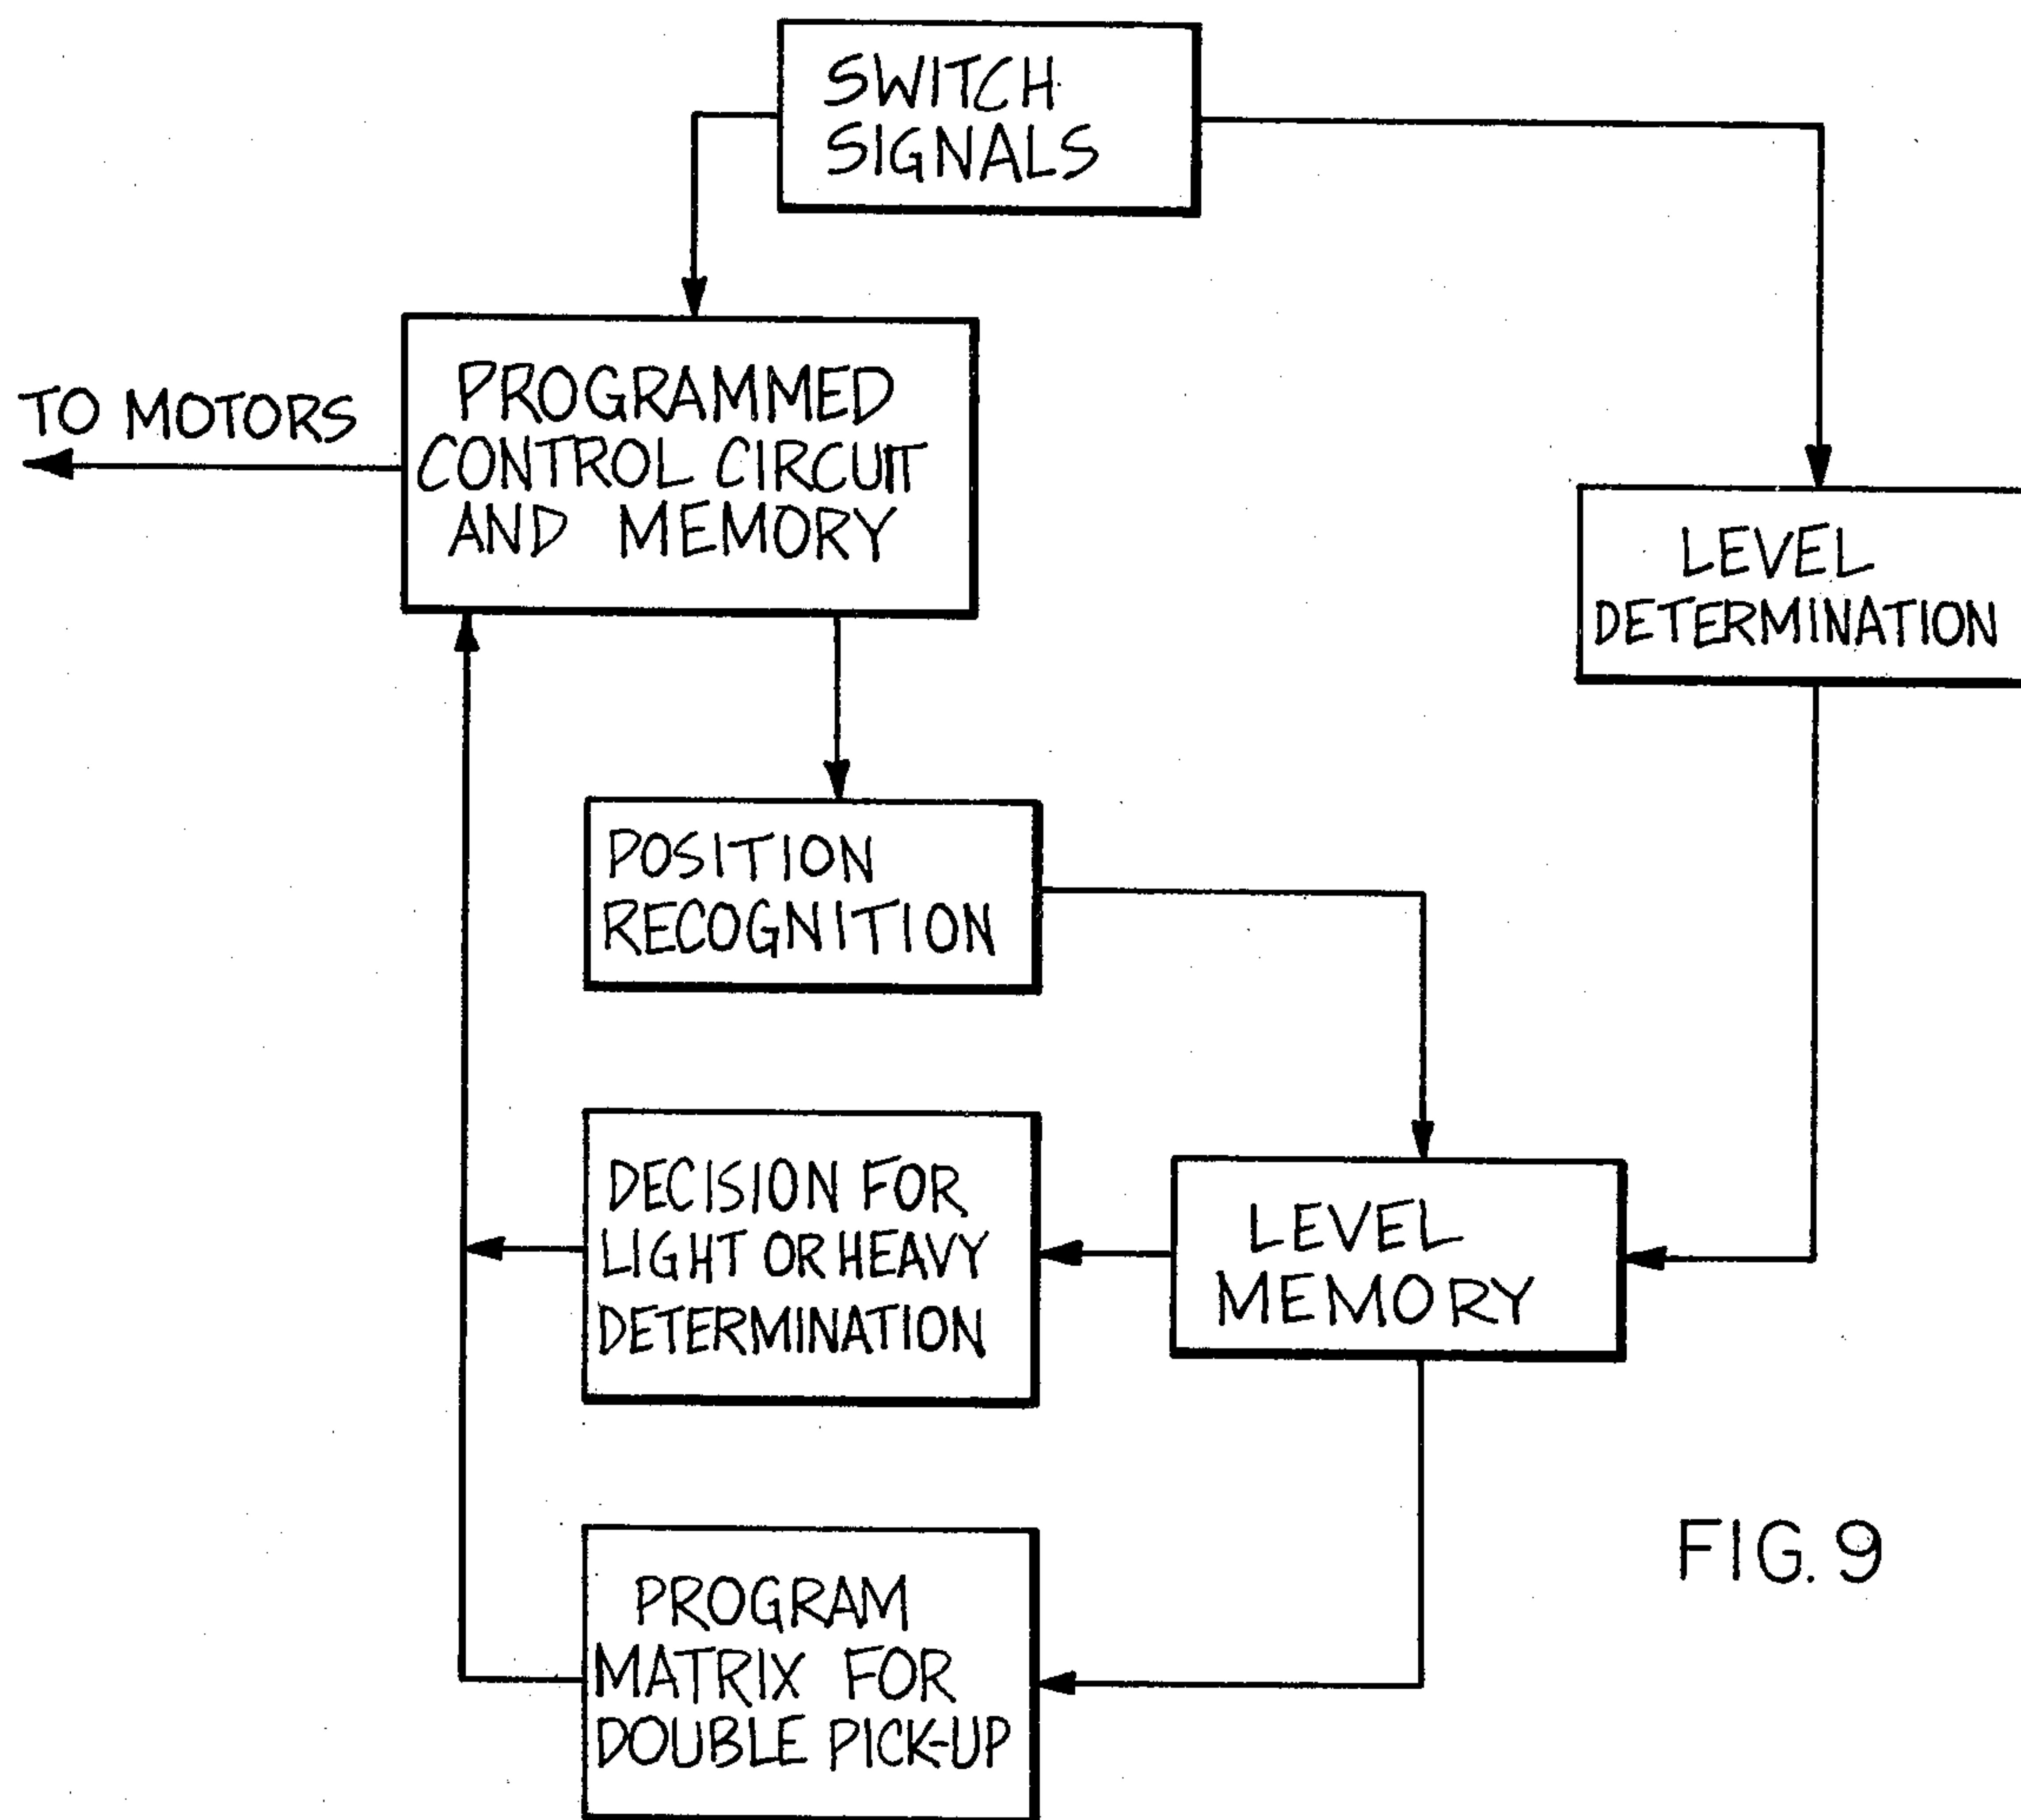 SWITCH
SIGNALS
TO MOTORS
PROGRAMMED
CONTROL CIRCUIT
AND MEMORY
LEVEL
DETERMINATION
POSITION
RECOGNITION
DECISION FOR
LIGHT OR HEAVY
DETERMINATION
LEVEL
MEMORY
PROGRAM
MATRIX FOR
DOUBLE PICK-UP
FIG. 9